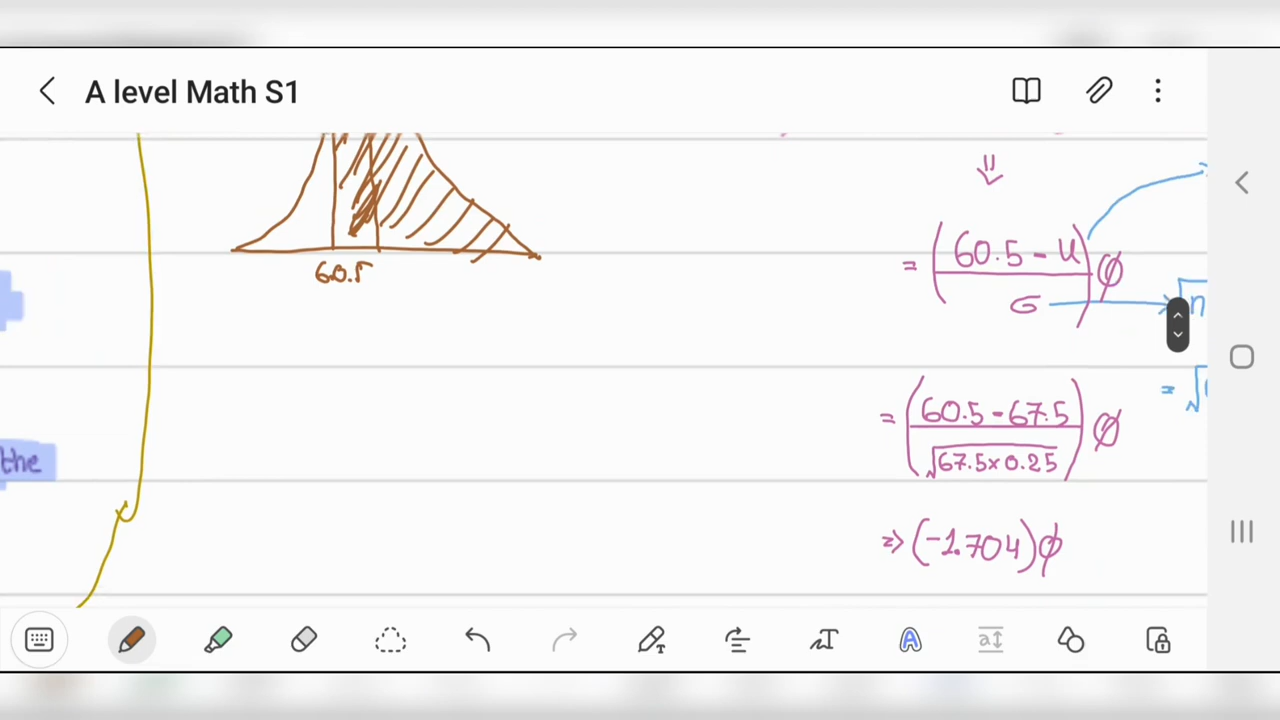 A level Math S1
60.5
= (60.5 - u / σ) φ
√n
= (60.5 - 67.5 / √67.5×0.25) φ
= √
the
=> (-1.704) φ